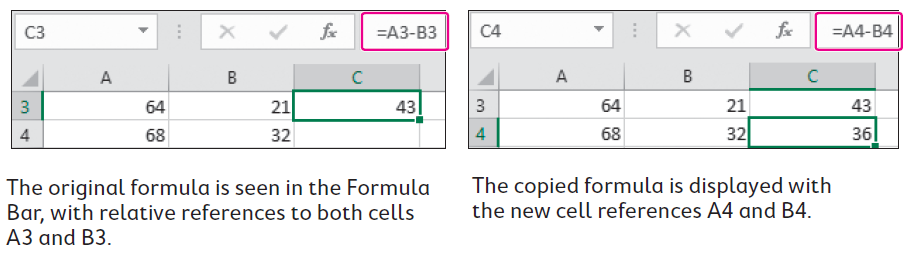 C3 fx =A3-B3
A B C
3 64 21 43
4 68 32
The original formula is seen in the Formula
Bar, with relative references to both cells
A3 and B3.
C4 fx =A4-B4
A B C
3 64 21 43
4 68 32 36
The copied formula is displayed with
the new cell references A4 and B4.